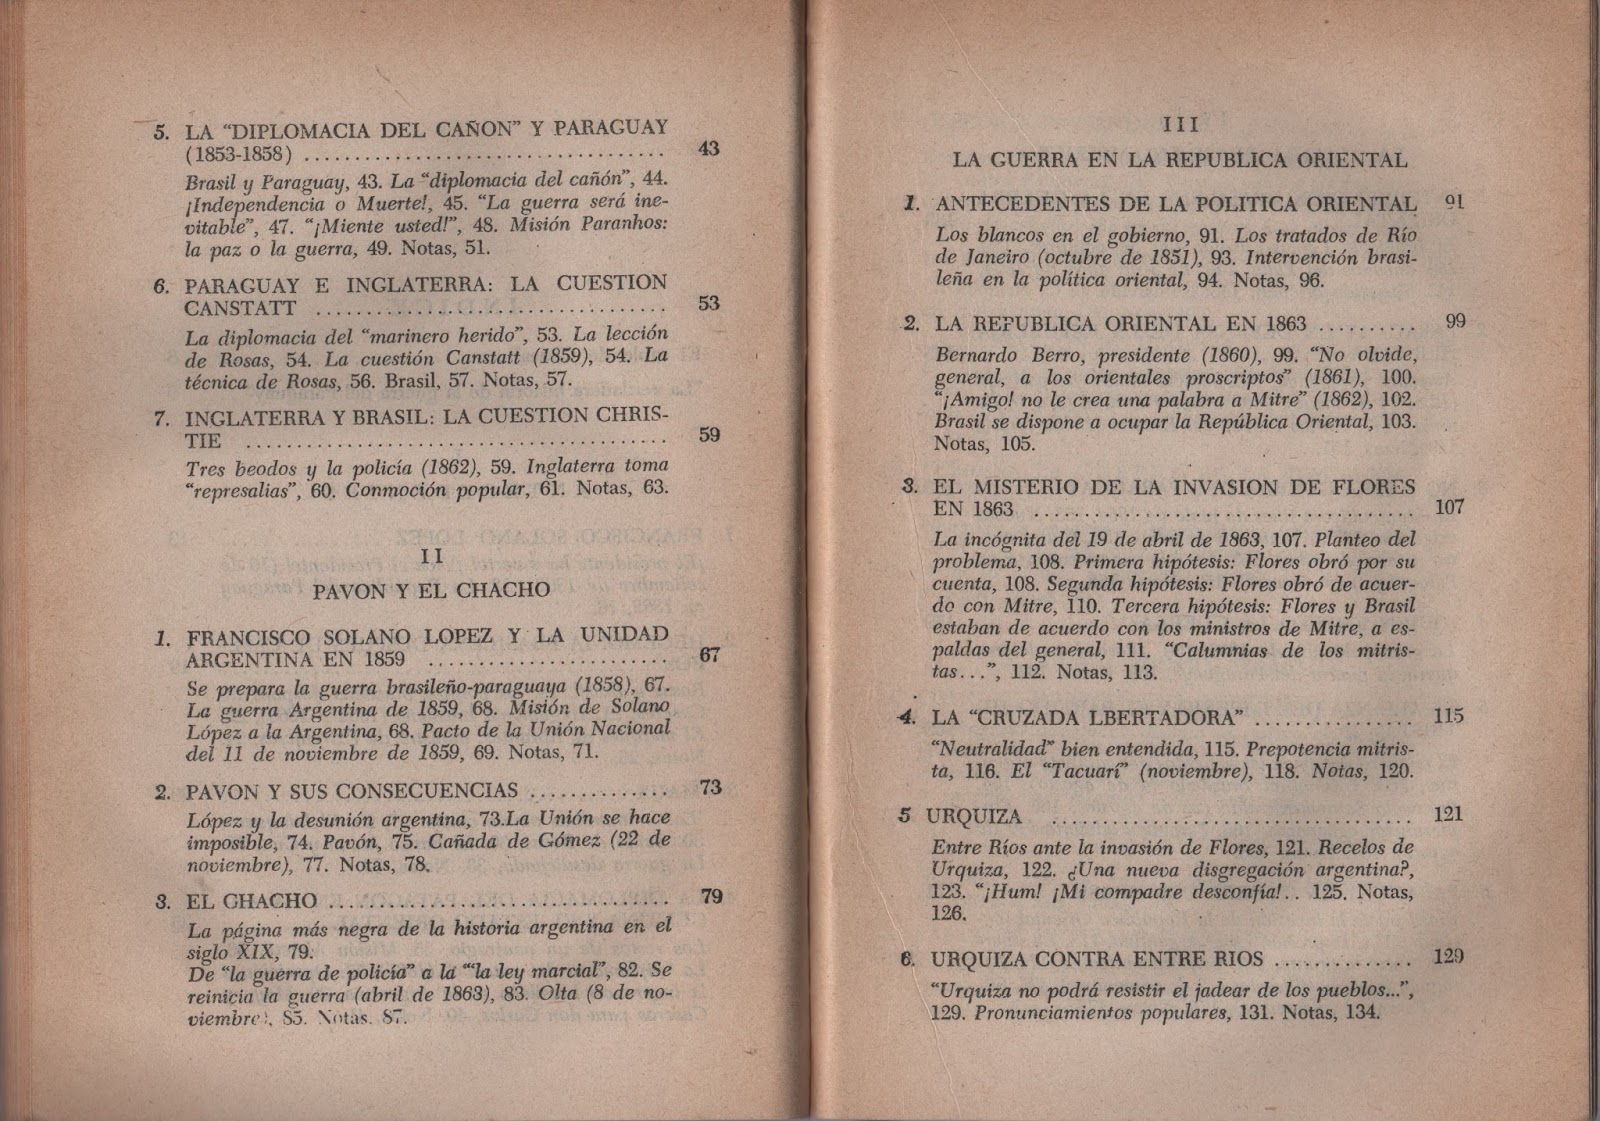 5. LA “DIPLOMACIA DEL CAÑON” Y PARAGUAY
(1853-1858) .................................... 43
Brasil y Paraguay, 43. La “diplomacia del cañón”, 44.
¡Independencia o Muerte!, 45. “La guerra será ine-
vitable”, 47. “¡Miente usted!”, 48. Misión Paranhos:
la paz o la guerra, 49. Notas, 51.
6. PARAGUAY E INGLATERRA: LA CUESTION
CANSTATT .................................... 53
La diplomacia del “marinero herido”, 53. La lección
de Rosas, 54. La cuestión Canstatt (1859), 54. La
técnica de Rosas, 56. Brasil, 57. Notas, 57.
7. INGLATERRA Y BRASIL: LA CUESTION CHRIS-
TIE .......................................... 59
Tres beodos y la policía (1862), 59. Inglaterra toma
“represalias”, 60. Conmoción popular, 61. Notas, 63.
II
PAVON Y EL CHACHO
1. FRANCISCO SOLANO LOPEZ Y LA UNIDAD
ARGENTINA EN 1859 ........................ 67
Se prepara la guerra brasileño-paraguaya (1858), 67.
La guerra Argentina de 1859, 68. Misión de Solano
López a la Argentina, 68. Pacto de la Unión Nacional
del 11 de noviembre de 1859, 69. Notas, 71.
2. PAVON Y SUS CONSECUENCIAS .............. 73
López y la desunión argentina, 73.La Unión se hace
imposible, 74. Pavón, 75. Cañada de Gómez (22 de
noviembre), 77. Notas, 78.
3. EL CHACHO .................................. 79
La página más negra de la historia argentina en el
siglo XIX, 79.
De “la guerra de policía” a la “‘la ley marcial”, 82. Se
reinicia la guerra (abril de 1863), 83. Olta (8 de no-
viembre), 85. Notas. 87.
III
LA GUERRA EN LA REPUBLICA ORIENTAL
1. ANTECEDENTES DE LA POLITICA ORIENTAL 91
Los blancos en el gobierno, 91. Los tratados de Río
de Janeiro (octubre de 1851), 93. Intervención brasi-
leña en la política oriental, 94. Notas, 96.
2. LA REPUBLICA ORIENTAL EN 1863 .......... 99
Bernardo Berro, presidente (1860), 99. “No olvide,
general, a los orientales proscriptos” (1861), 100.
“¡Amigo! no le crea una palabra a Mitre” (1862), 102.
Brasil se dispone a ocupar la República Oriental, 103.
Notas, 105.
3. EL MISTERIO DE LA INVASION DE FLORES
EN 1863 ...................................... 107
La incógnita del 19 de abril de 1863, 107. Planteo del
problema, 108. Primera hipótesis: Flores obró por su
cuenta, 108. Segunda hipótesis: Flores obró de acuer-
do con Mitre, 110. Tercera hipótesis: Flores y Brasil
estaban de acuerdo con los ministros de Mitre, a es-
paldas del general, 111. “Calumnias de los mitris-
tas...”, 112. Notas, 113.
4. LA “CRUZADA LBERTADORA” ................ 115
“Neutralidad” bien entendida, 115. Prepotencia mitris-
ta, 116. El “Tacuarí” (noviembre), 118. Notas, 120.
5 URQUIZA .................................... 121
Entre Ríos ante la invasión de Flores, 121. Recelos de
Urquiza, 122. ¿Una nueva disgregación argentina?,
123. “¡Hum! ¡Mi compadre desconfía!.. 125. Notas,
126.
6. URQUIZA CONTRA ENTRE RIOS .............. 129
“Urquiza no podrá resistir el jadear de los pueblos...”,
129. Pronunciamientos populares, 131. Notas, 134.